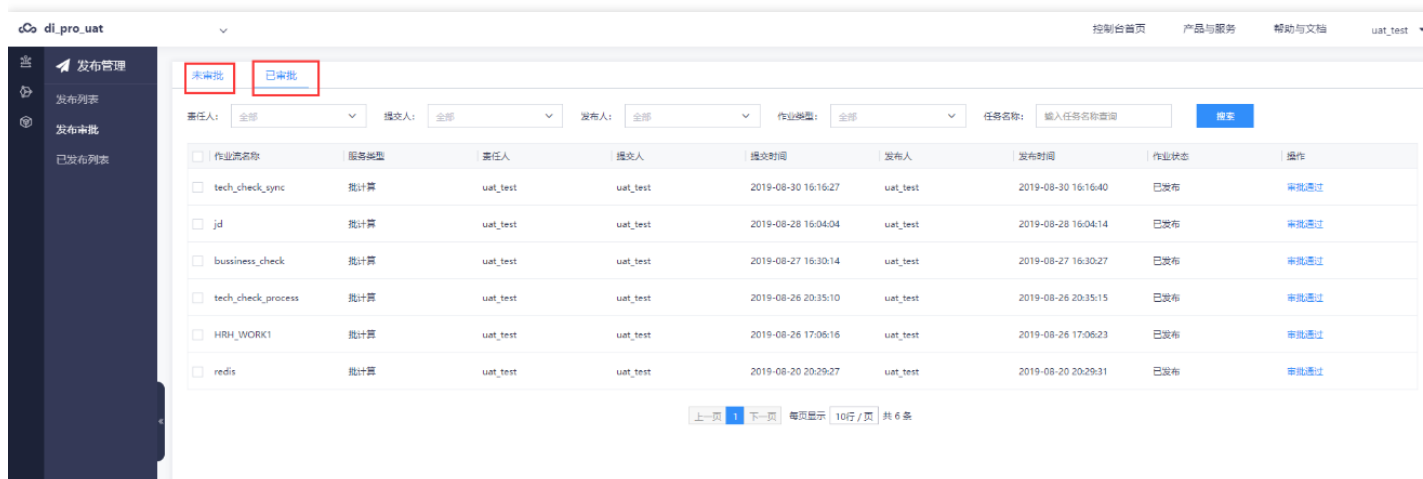 di_pro_uat 控制台首页 产品与服务 帮助与文档 uat_test
发布管理
发布列表
发布审批
已发布列表
未审批 已审批
责任人: 全部 提交人: 全部 发布人: 全部 作业类型: 全部 任务名称: 输入任务名称查询 搜索
作业流名称 服务类型 责任人 提交人 提交时间 发布人 发布时间 作业状态 操作
tech_check_sync 批计算 uat_test uat_test 2019-08-30 16:16:27 uat_test 2019-08-30 16:16:40 已发布 审批通过
jd 批计算 uat_test uat_test 2019-08-28 16:04:04 uat_test 2019-08-28 16:04:14 已发布 审批通过
bussiness_check 批计算 uat_test uat_test 2019-08-27 16:30:14 uat_test 2019-08-27 16:30:27 已发布 审批通过
tech_check_process 批计算 uat_test uat_test 2019-08-26 20:35:10 uat_test 2019-08-26 20:35:15 已发布 审批通过
HRH_WORK1 批计算 uat_test uat_test 2019-08-26 17:06:16 uat_test 2019-08-26 17:06:23 已发布 审批通过
redis 批计算 uat_test uat_test 2019-08-20 20:29:27 uat_test 2019-08-20 20:29:31 已发布 审批通过
上一页 1 下一页 每页显示 10行 / 页 共 6 条